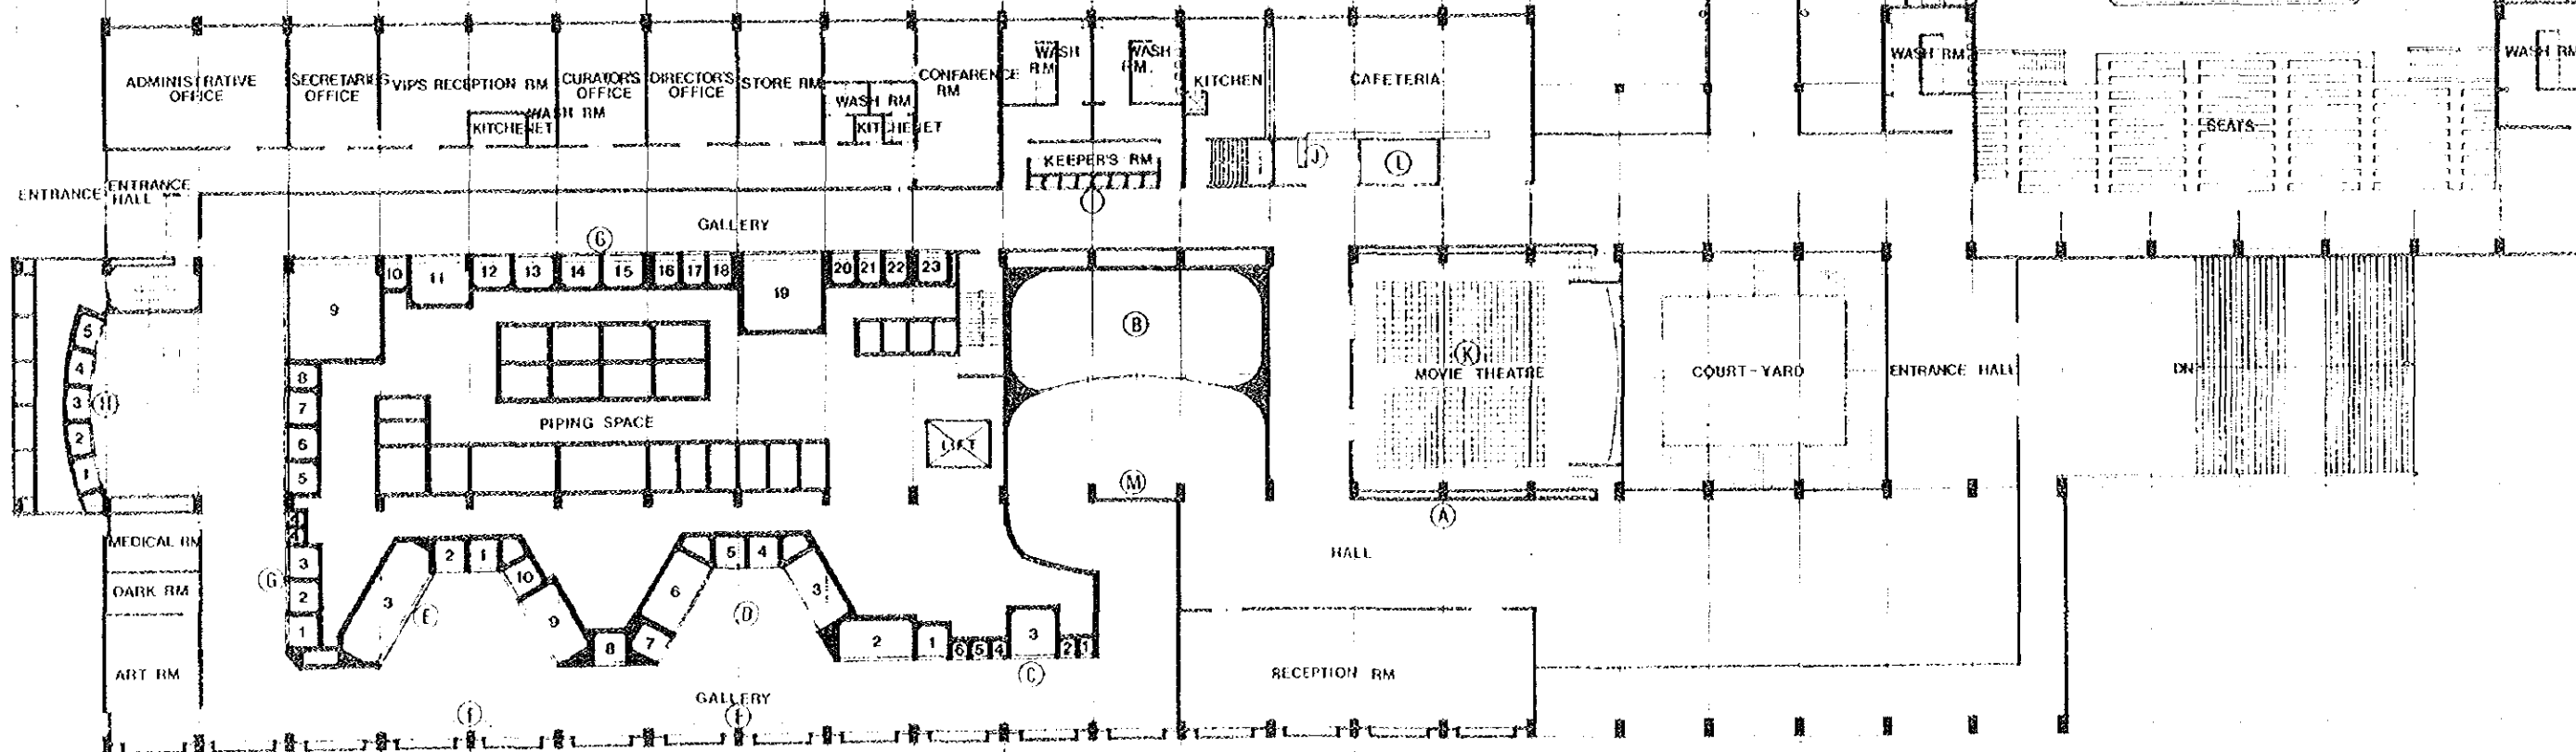 ADMINISTRATIVE
OFFICE
SECRETARIES
OFFICE
VIP'S RECEPTION RM
WASH RM
KITCHENET
CURATOR'S
OFFICE
DIRECTOR'S
OFFICE
STORE RM
WASH RM
KITCHENET
CONFARENCE
RM
WASH
RM
WASH
RM.
KEEPER'S RM
KITCHEN
CAFETERIA
J
L
WASH RM
SEATS
WASH RM
ENTRANCE
ENTRANCE
HALL
GALLERY
G
9
10
11
12
13
14
15
16
17
18
19
20
21
22
23
B
K
MOVIE THEATRE
COURT-YARD
ENTRANCE HALL
DN
5
4
3
2
1
H
8
7
6
5
PIPING SPACE
LIFT
M
A
HALL
MEDICAL RM
DARK RM
ART RM
G
4
3
2
1
3
E
2
1
10
9
8
7
6
5
4
3
D
2
1
6
5
4
3
2
1
C
RECEPTION RM
GALLERY